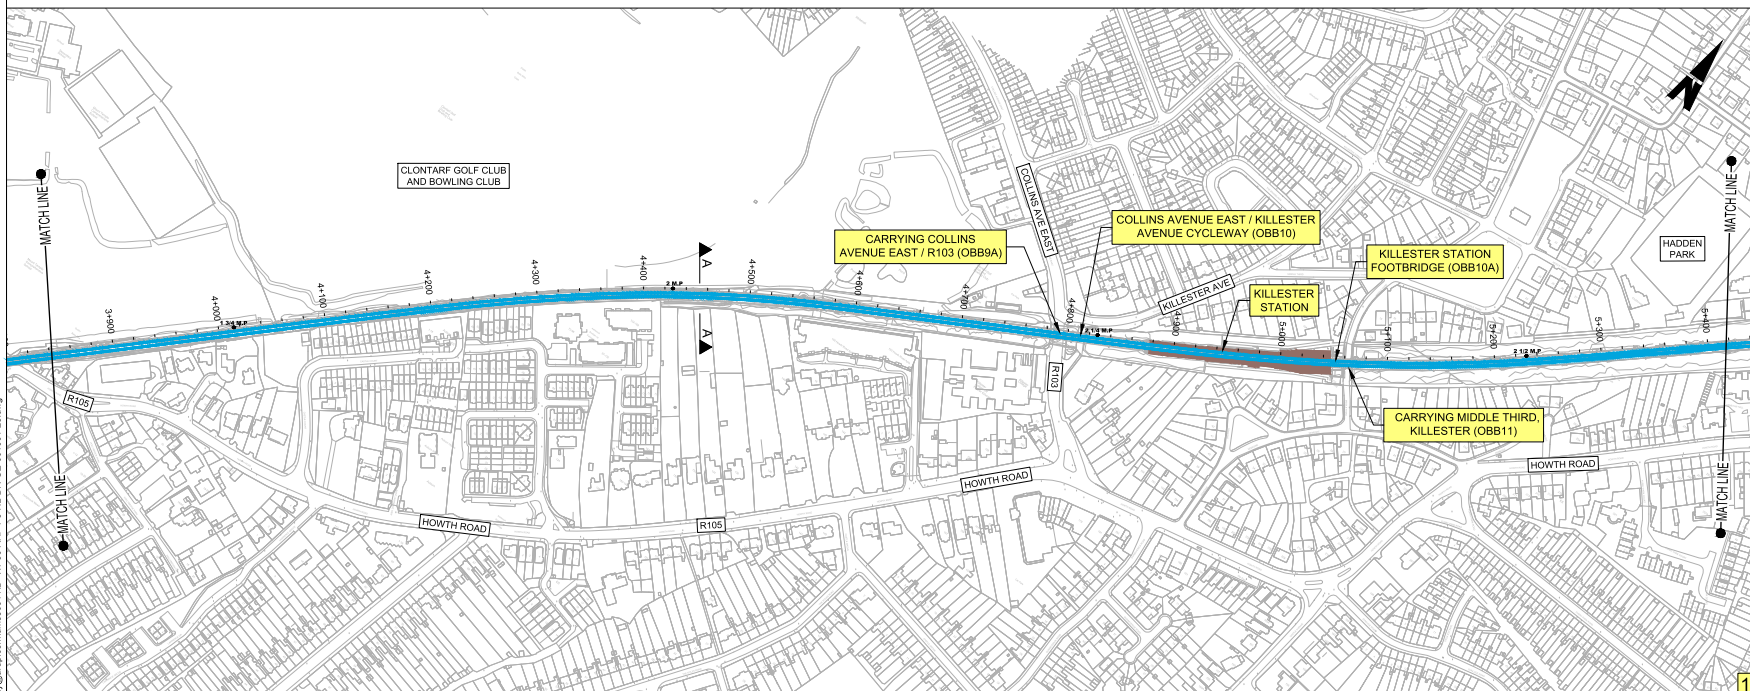 CLONTARF GOLF CLUB
AND BOWLING CLUB
MATCH LINE
MATCH LINE
COLLINS AVE EAST
CARRYING COLLINS
AVENUE EAST / R103 (OBB9A)
COLLINS AVENUE EAST / KILLESTER
AVENUE CYCLEWAY (OBB10)
KILLESTER STATION
FOOTBRIDGE (OBB10A)
KILLESTER
STATION
KILLESTER AVE
HADDEN
PARK
N
MATCH LINE
MATCH LINE
A
A
3+900
4+000
4+100
4+200
4+300
4+400
4+500
4+600
4+700
4+800
4+900
5+000
5+100
5+200
5+300
5+400
1 3/4 M.P
2 M.P
2 1/4 M.P
2 1/2 M.P
R105
R103
CARRYING MIDDLE THIRD,
KILLESTER (OBB11)
HOWTH ROAD
HOWTH ROAD
HOWTH ROAD
R105
1